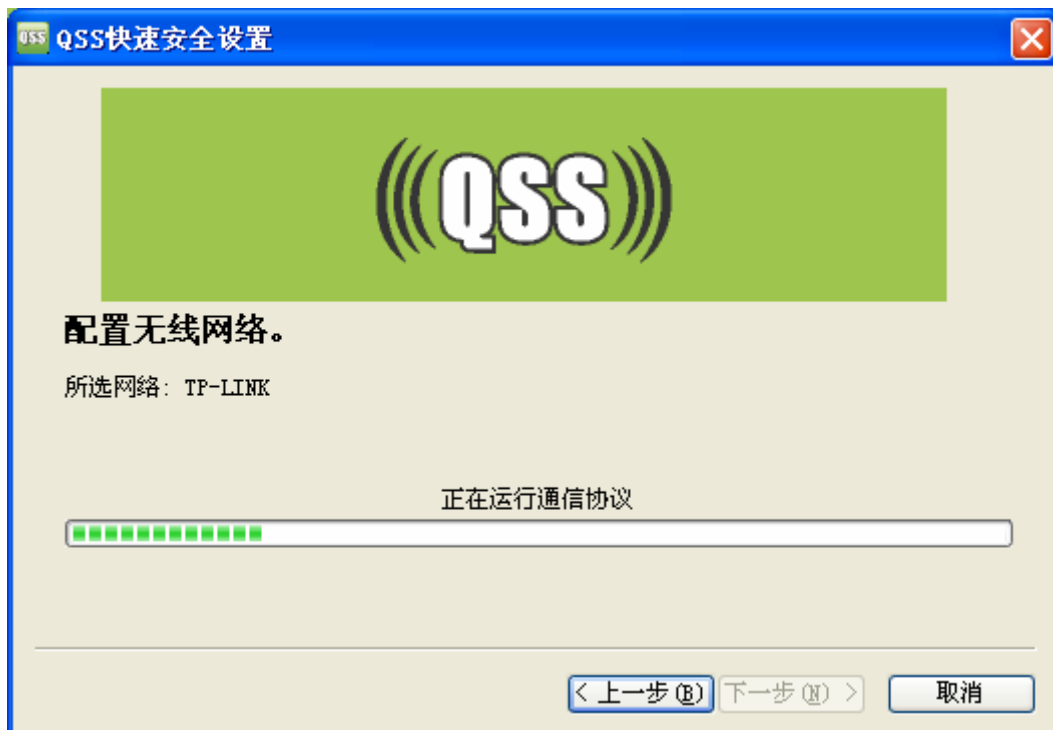 QSS QSS快速安全设置
(((QSS)))
配置无线网络。
所选网络: TP-LINK
正在运行通信协议
< 上一步(B) 下一步(N) > 取消